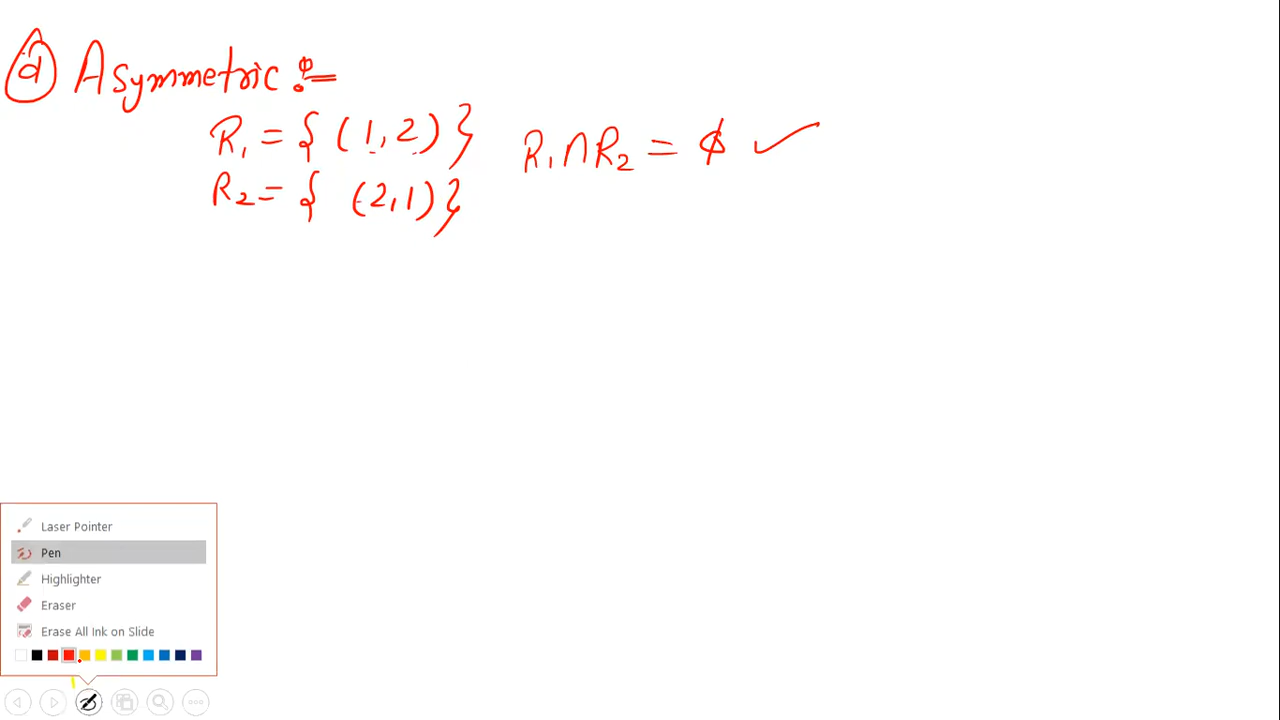 d Asymmetric :-
R₁ = { (1,2) } R₁∩R₂ = ϕ ✓
R₂ = { (2,1) }
Laser Pointer
Pen
Highlighter
Eraser
Erase All Ink on Slide